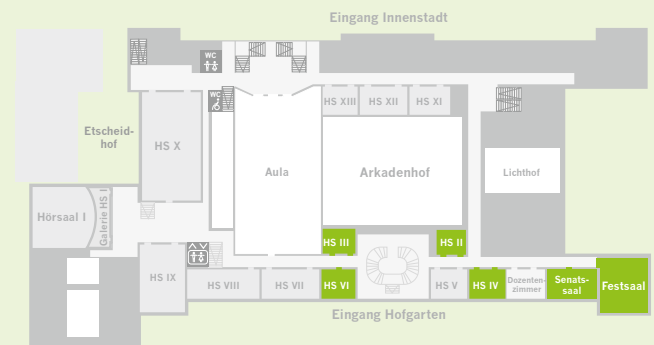 Eingang Innenstadt
WC
WC
HS XIII
HS XII
HS XI
Etscheid-
hof
HS X
Aula
Arkadenhof
Lichthof
Hörsaal I
Galerie HS I
HS III
HS II
HS IX
HS VIII
HS VII
HS VI
HS V
HS IV
Dozenten-
zimmer
Senats-
saal
Festsaal
Eingang Hofgarten